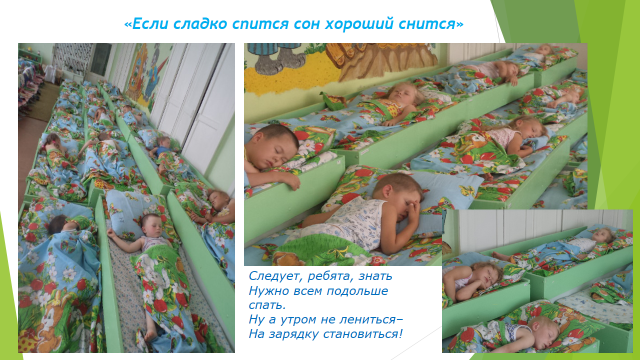 «Если сладко спится сон хороший снится»
Следует, ребята, знать
Нужно всем подольше
спать.
Ну а утром не лениться–
На зарядку становиться!